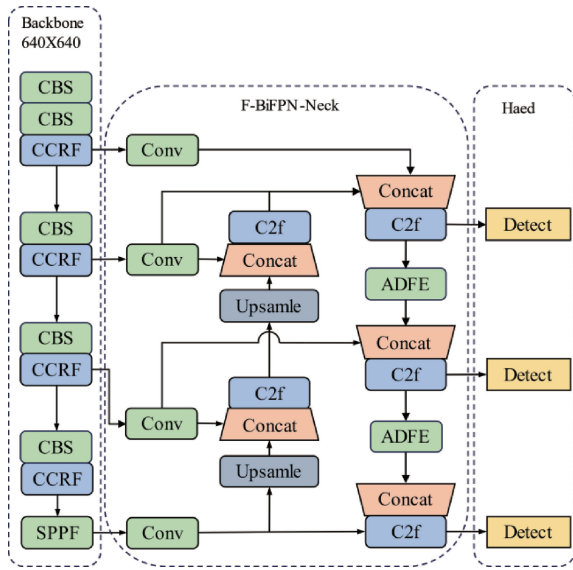 Backbone
640X640
CBS
CBS
CCRF
CBS
CCRF
CBS
CCRF
CBS
CCRF
SPPF
F-BiFPN-Neck
Conv
Concat
C2f
C2f
Conv
Concat
ADFE
Upsamle
Concat
C2f
C2f
Conv
Concat
ADFE
Upsamle
Concat
Conv
C2f
Haed
Detect
Detect
Detect